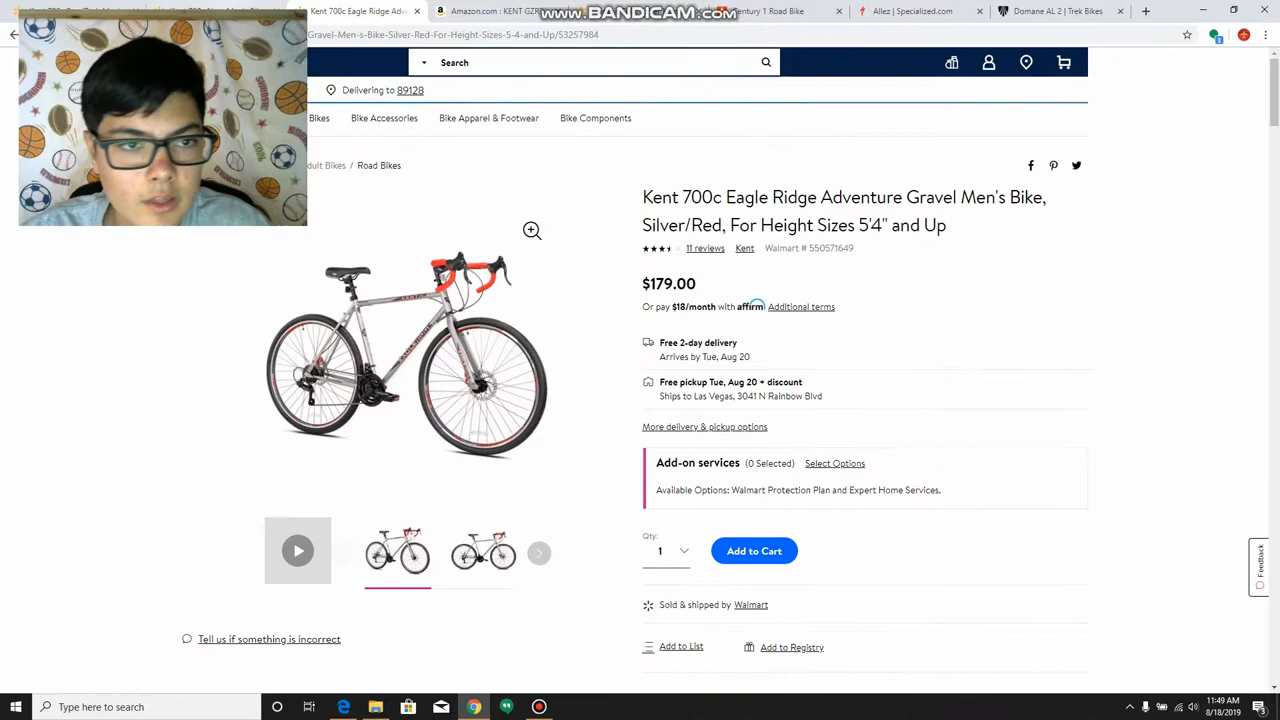 www.BANDICAM.com
Kent 700c Eagle Ridge Adv
Amazon.com : KENT GZR
Century 1 Road Bike
Allez | Specialized.com
Domane AL 2 | Trek Bikes
Gravel-Men-s-Bike-Silver-Red-For-Height-Sizes-5-4-and-Up/53257984
Search
Delivering to 89128
Bikes
Bike Accessories
Bike Apparel & Footwear
Bike Components
Bikes / Road Bikes
Kent 700c Eagle Ridge Adventure Gravel Men's Bike,
Silver/Red, For Height Sizes 5'4" and Up
11 reviews Kent Walmart # 550571649
$179.00
Or pay $18/month with affirm Additional terms
Free 2-day delivery
Arrives by Tue, Aug 20
Free pickup Tue, Aug 20 + discount
Ships to Las Vegas, 3041 N Rainbow Blvd
More delivery & pickup options
Add-on services (0 Selected) Select Options
Available Options: Walmart Protection Plan and Expert Home Services.
Qty:
1
Add to Cart
Feedback
Sold & shipped by Walmart
Tell us if something is incorrect
Add to List
Add to Registry
Type here to search
11:49 AM
8/18/2019